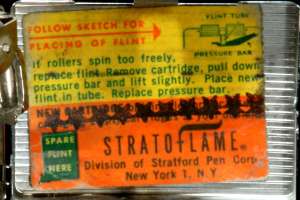 FOLLOW SKETCH FOR
PLACING OF FLINT
FLINT TUBE
PRESSURE BAR
If rollers spin too freely,
replace flint. Remove cartridge, pull down
pressure bar and lift slightly. Place new
flint in tube. Replace pressure bar.
NEW
SPARE
FLINT
HERE
STRATOFLAME ®
Division of Stratford Pen Corp.
New York 1, N.Y.